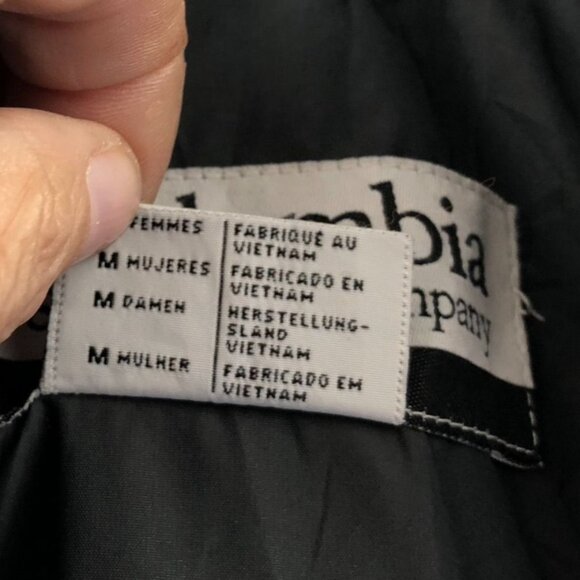 FEMMES
M MUJERES
M DAMEN
M MULHER
FABRIQUÉ AU
VIETNAM
FABRICADO EN
VIETNAM
HERSTELLUNG-
SLAND
VIETNAM
FABRICADO EM
VIETNAM
mbia
mpany